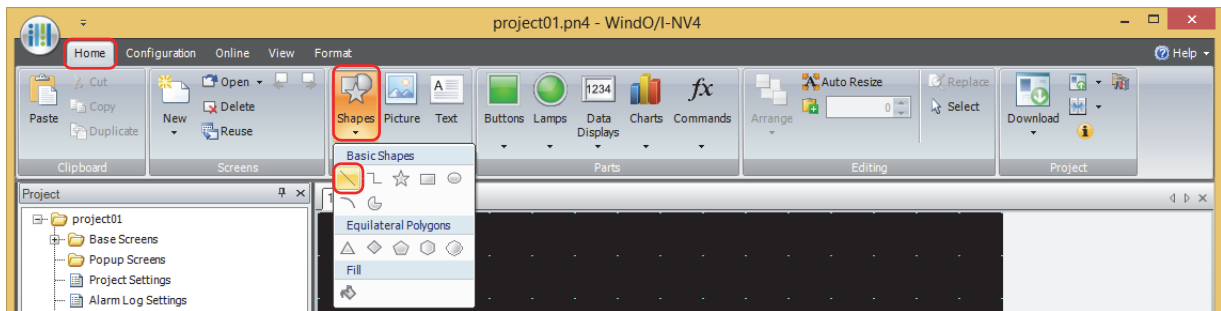 project01.pn4 - WindO/I-NV4
Home Configuration Online View Format Help
Cut Open Auto Resize Replace
Copy Delete 1234 fx 0 Select
Paste Duplicate New Reuse Shapes Picture Text Buttons Lamps Data Displays Charts Commands Arrange Download
Clipboard Screens Parts Editing Project
Basic Shapes
Project
project01
Base Screens
Equilateral Polygons
Popup Screens
Project Settings
Fill
Alarm Log Settings